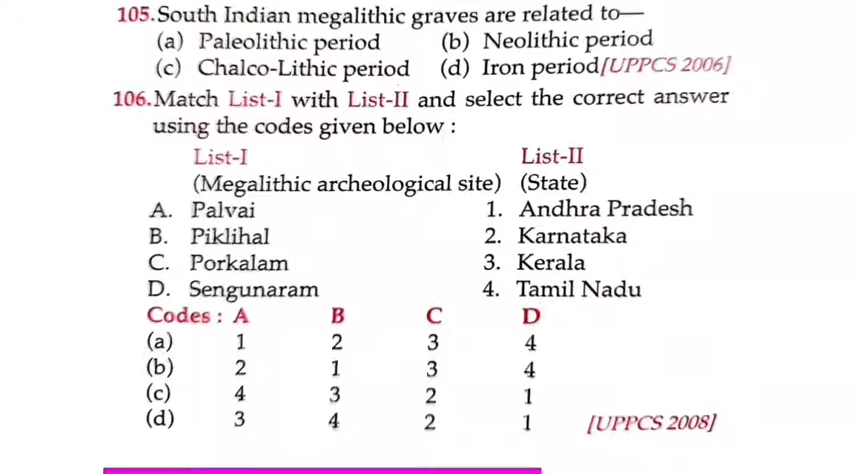 105.South Indian megalithic graves are related to—
(a) Paleolithic period (b) Neolithic period
(c) Chalco-Lithic period (d) Iron period[UPPCS 2006]
106.Match List-I with List-II and select the correct answer
using the codes given below :
List-I List-II
(Megalithic archeological site) (State)
A. Palvai 1. Andhra Pradesh
B. Piklihal 2. Karnataka
C. Porkalam 3. Kerala
D. Sengunaram 4. Tamil Nadu
Codes : A B C D
(a) 1 2 3 4
(b) 2 1 3 4
(c) 4 3 2 1
(d) 3 4 2 1 [UPPCS 2008]